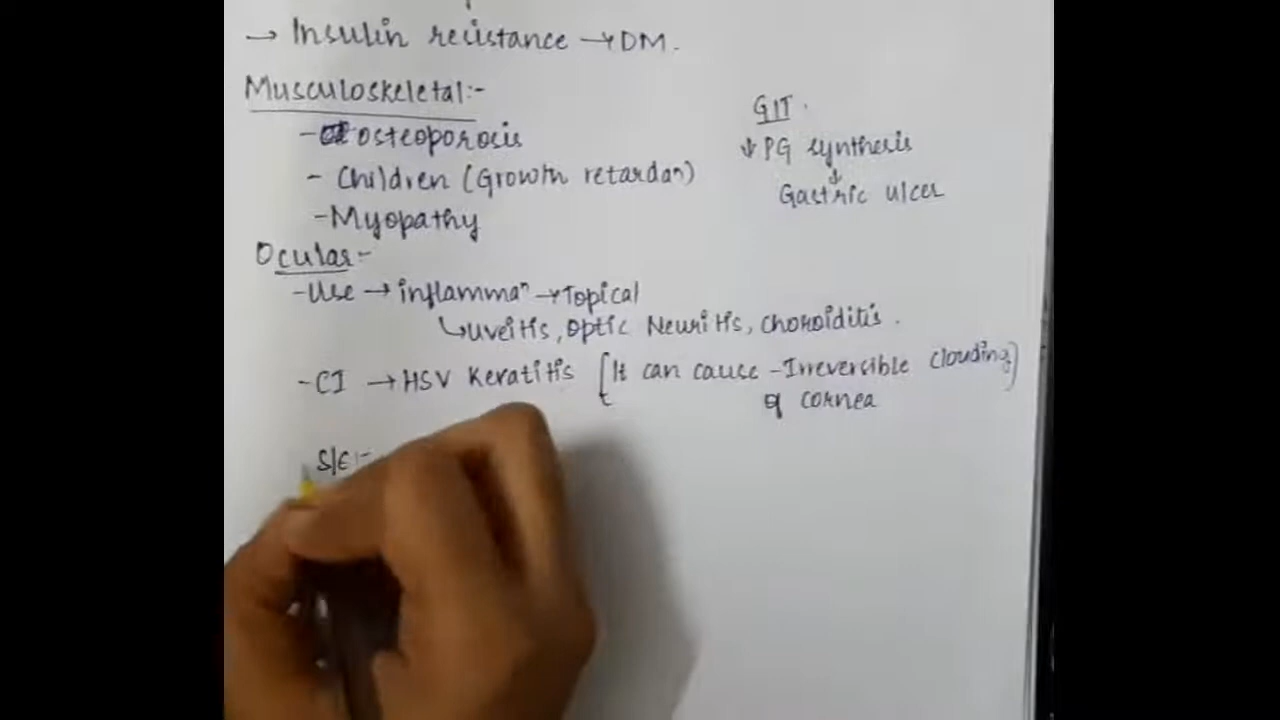 → Insulin resistance → DM.
Musculoskeletal:-
- osteoporosis
- Children (Growth retardaⁿ)
- Myopathy
GIT.
↓ PG synthesis
↓
Gastric ulcer
Ocular:-
- Use → inflammaⁿ → Topical
↳ uveitis, optic Neuritis, choroiditis.
- CI → HSV Keratitis [It can cause - Irreversible clouding]
of cornea
S/E:-